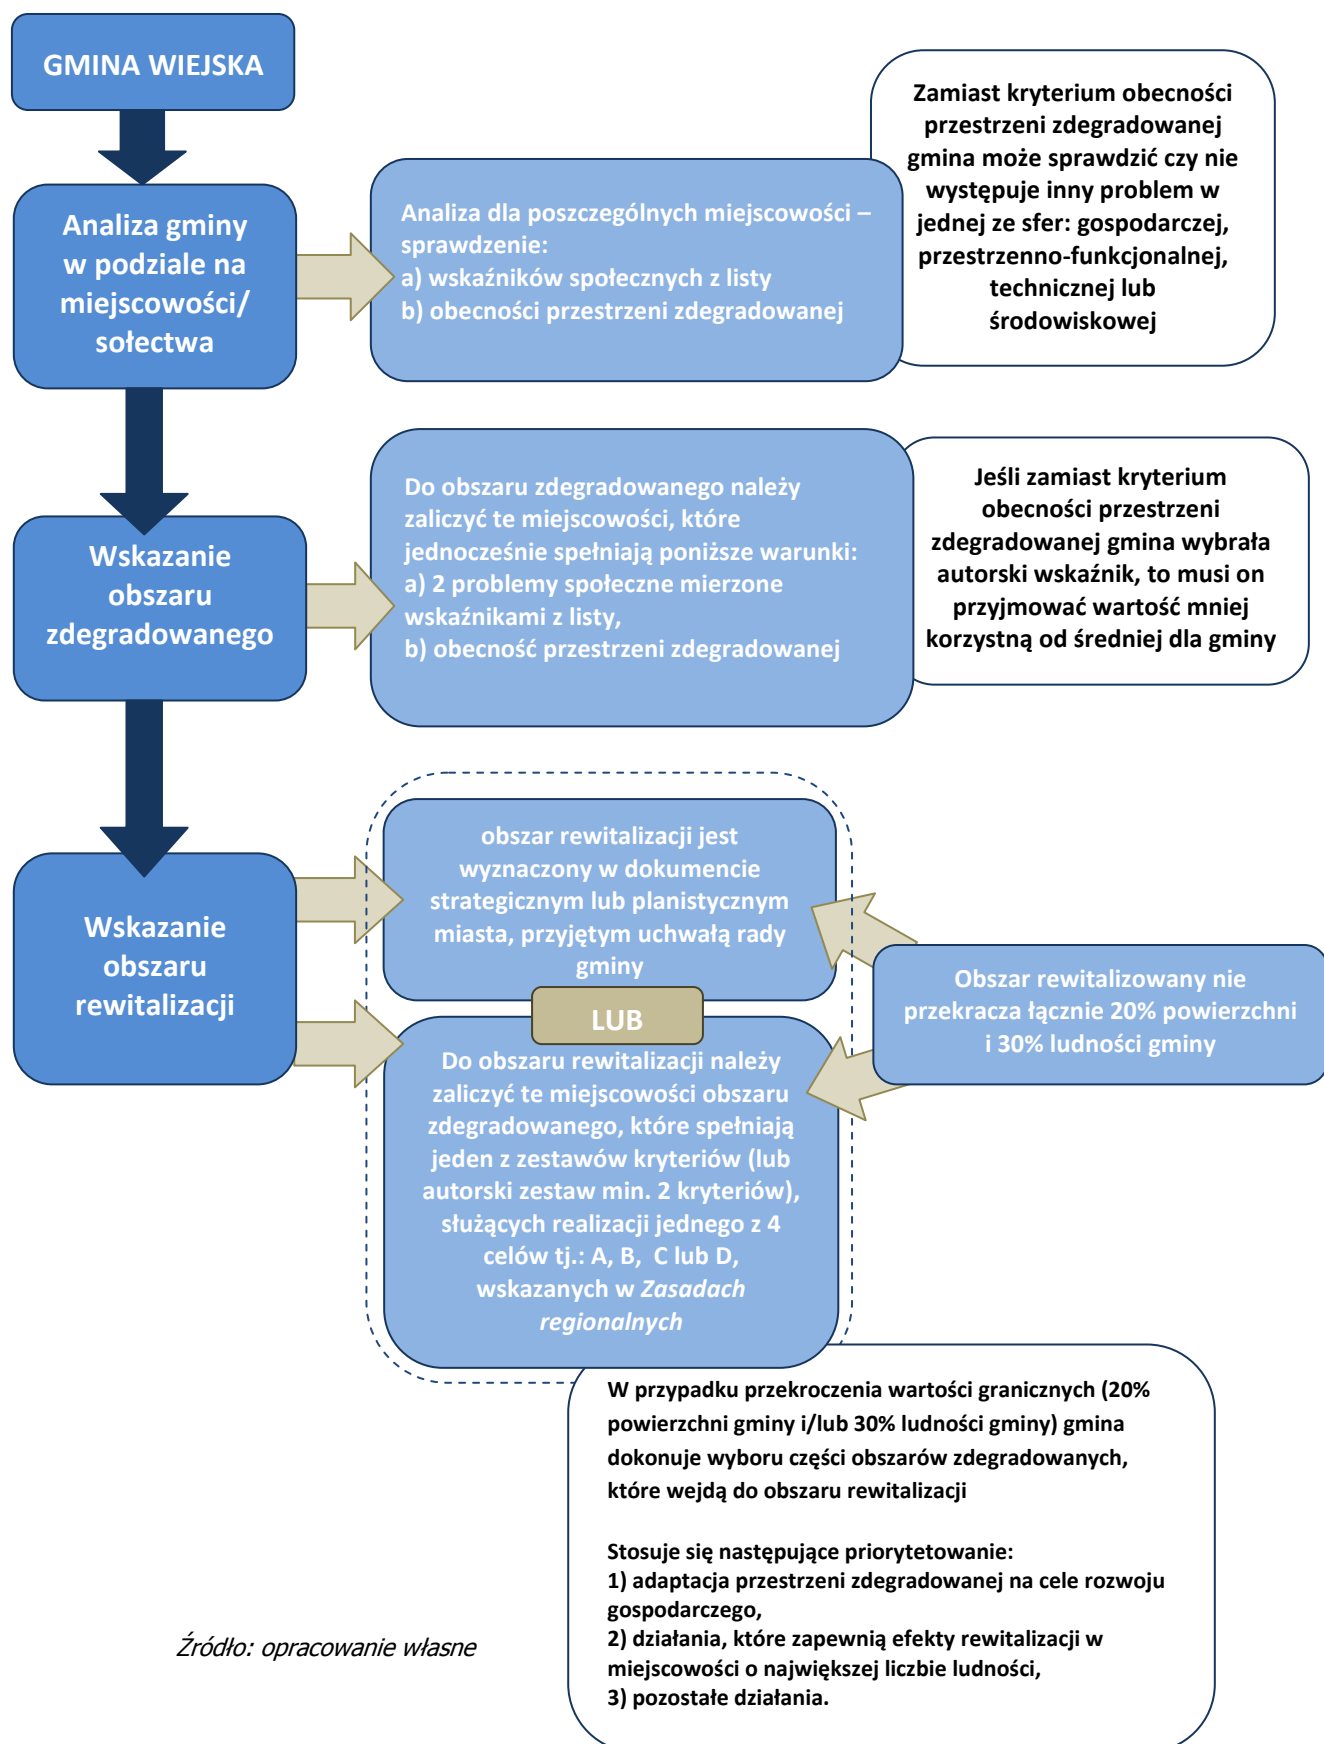 GMINA WIEJSKA
Zamiast kryterium obecności
przestrzeni zdegradowanej
gmina może sprawdzić czy nie
występuje inny problem w
jednej ze sfer: gospodarczej,
przestrzenno-funkcjonalnej,
technicznej lub
środowiskowej
Analiza gminy
w podziale na
miejscowości/
sołectwa
Analiza dla poszczególnych miejscowości –
sprawdzenie:
a) wskaźników społecznych z listy
b) obecności przestrzeni zdegradowanej
Wskazanie
obszaru
zdegradowanego
Do obszaru zdegradowanego należy
zaliczyć te miejscowości, które
jednocześnie spełniają poniższe warunki:
a) 2 problemy społeczne mierzone
wskaźnikami z listy,
b) obecność przestrzeni zdegradowanej
Jeśli zamiast kryterium
obecności przestrzeni
zdegradowanej gmina wybrała
autorski wskaźnik, to musi on
przyjmować wartość mniej
korzystną od średniej dla gminy
Wskazanie
obszaru
rewitalizacji
obszar rewitalizacji jest
wyznaczony w dokumencie
strategicznym lub planistycznym
miasta, przyjętym uchwałą rady
gminy
LUB
Do obszaru rewitalizacji należy
zaliczyć te miejscowości obszaru
zdegradowanego, które spełniają
jeden z zestawów kryteriów (lub
autorski zestaw min. 2 kryteriów),
służących realizacji jednego z 4
celów tj.: A, B, C lub D,
wskazanych w Zasadach
regionalnych
Obszar rewitalizowany nie
przekracza łącznie 20% powierzchni
i 30% ludności gminy
W przypadku przekroczenia wartości granicznych (20%
powierzchni gminy i/lub 30% ludności gminy) gmina
dokonuje wyboru części obszarów zdegradowanych,
które wejdą do obszaru rewitalizacji
Stosuje się następujące priorytetowanie:
1) adaptacja przestrzeni zdegradowanej na cele rozwoju
gospodarczego,
2) działania, które zapewnią efekty rewitalizacji w
miejscowości o największej liczbie ludności,
3) pozostałe działania.
Źródło: opracowanie własne